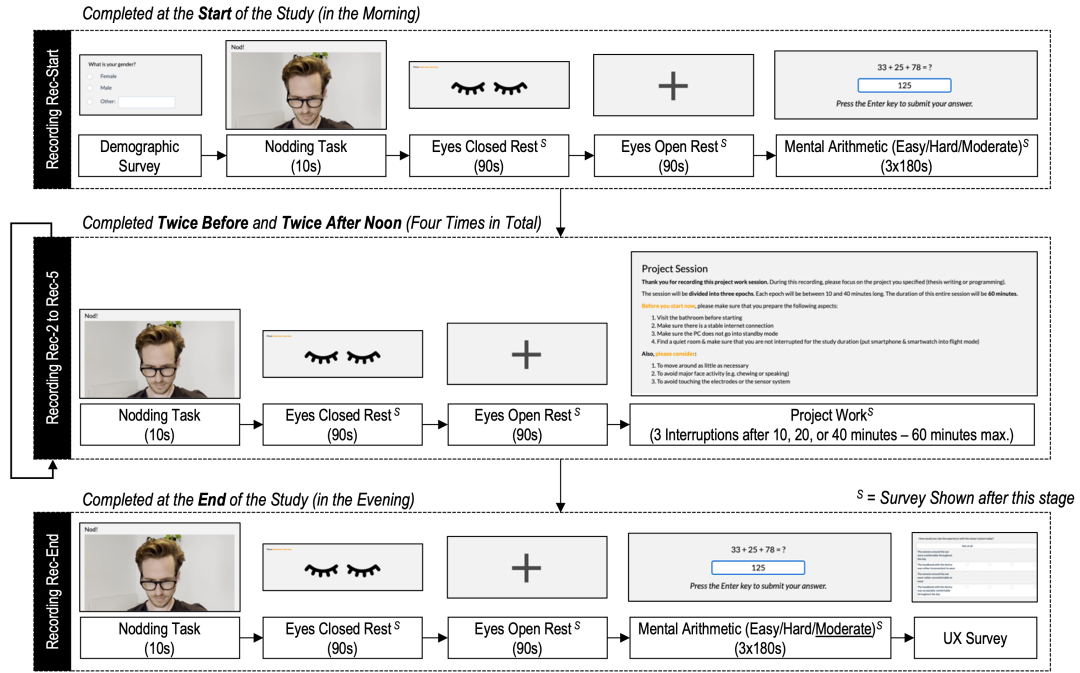 Completed at the Start of the Study (in the Morning)
Recording Rec-Start
What is your gender?
Female
Male
Other:
Nod!
33 + 25 + 78 = ?
125
Press the Enter key to submit your answer.
Demographic Survey
Nodding Task (10s)
Eyes Closed Rest S (90s)
Eyes Open Rest S (90s)
Mental Arithmetic (Easy/Hard/Moderate)S (3x180s)
Completed Twice Before and Twice After Noon (Four Times in Total)
Recording Rec-2 to Rec-5
Nod!
Project Session
Thank you for recording this project work session. During this recording, please focus on the project you specified (thesis writing or programming).
The session will be divided into three epochs. Each epoch will be between 10 and 40 minutes long. The duration of this entire session will be 60 minutes.
Before you start now, please make sure that you prepare the following aspects:
1. Visit the bathroom before starting
2. Make sure there is a stable internet connection
3. Make sure the PC does not go into standby mode
4. Find a quiet room & make sure that you are not interrupted for the study duration (put smartphone & smartwatch into flight mode)
Also, please consider:
1. To move around as little as necessary
2. To avoid major face activity (e.g. chewing or speaking)
3. To avoid touching the electrodes or the sensor system
Nodding Task (10s)
Eyes Closed Rest S (90s)
Eyes Open Rest S (90s)
Project WorkS
(3 Interruptions after 10, 20, or 40 minutes – 60 minutes max.)
Completed at the End of the Study (in the Evening)
S = Survey Shown after this stage
Recording Rec-End
Nod!
33 + 25 + 78 = ?
125
Press the Enter key to submit your answer.
Nodding Task (10s)
Eyes Closed Rest S (90s)
Eyes Open Rest S (90s)
Mental Arithmetic (Easy/Hard/Moderate)S (3x180s)
UX Survey